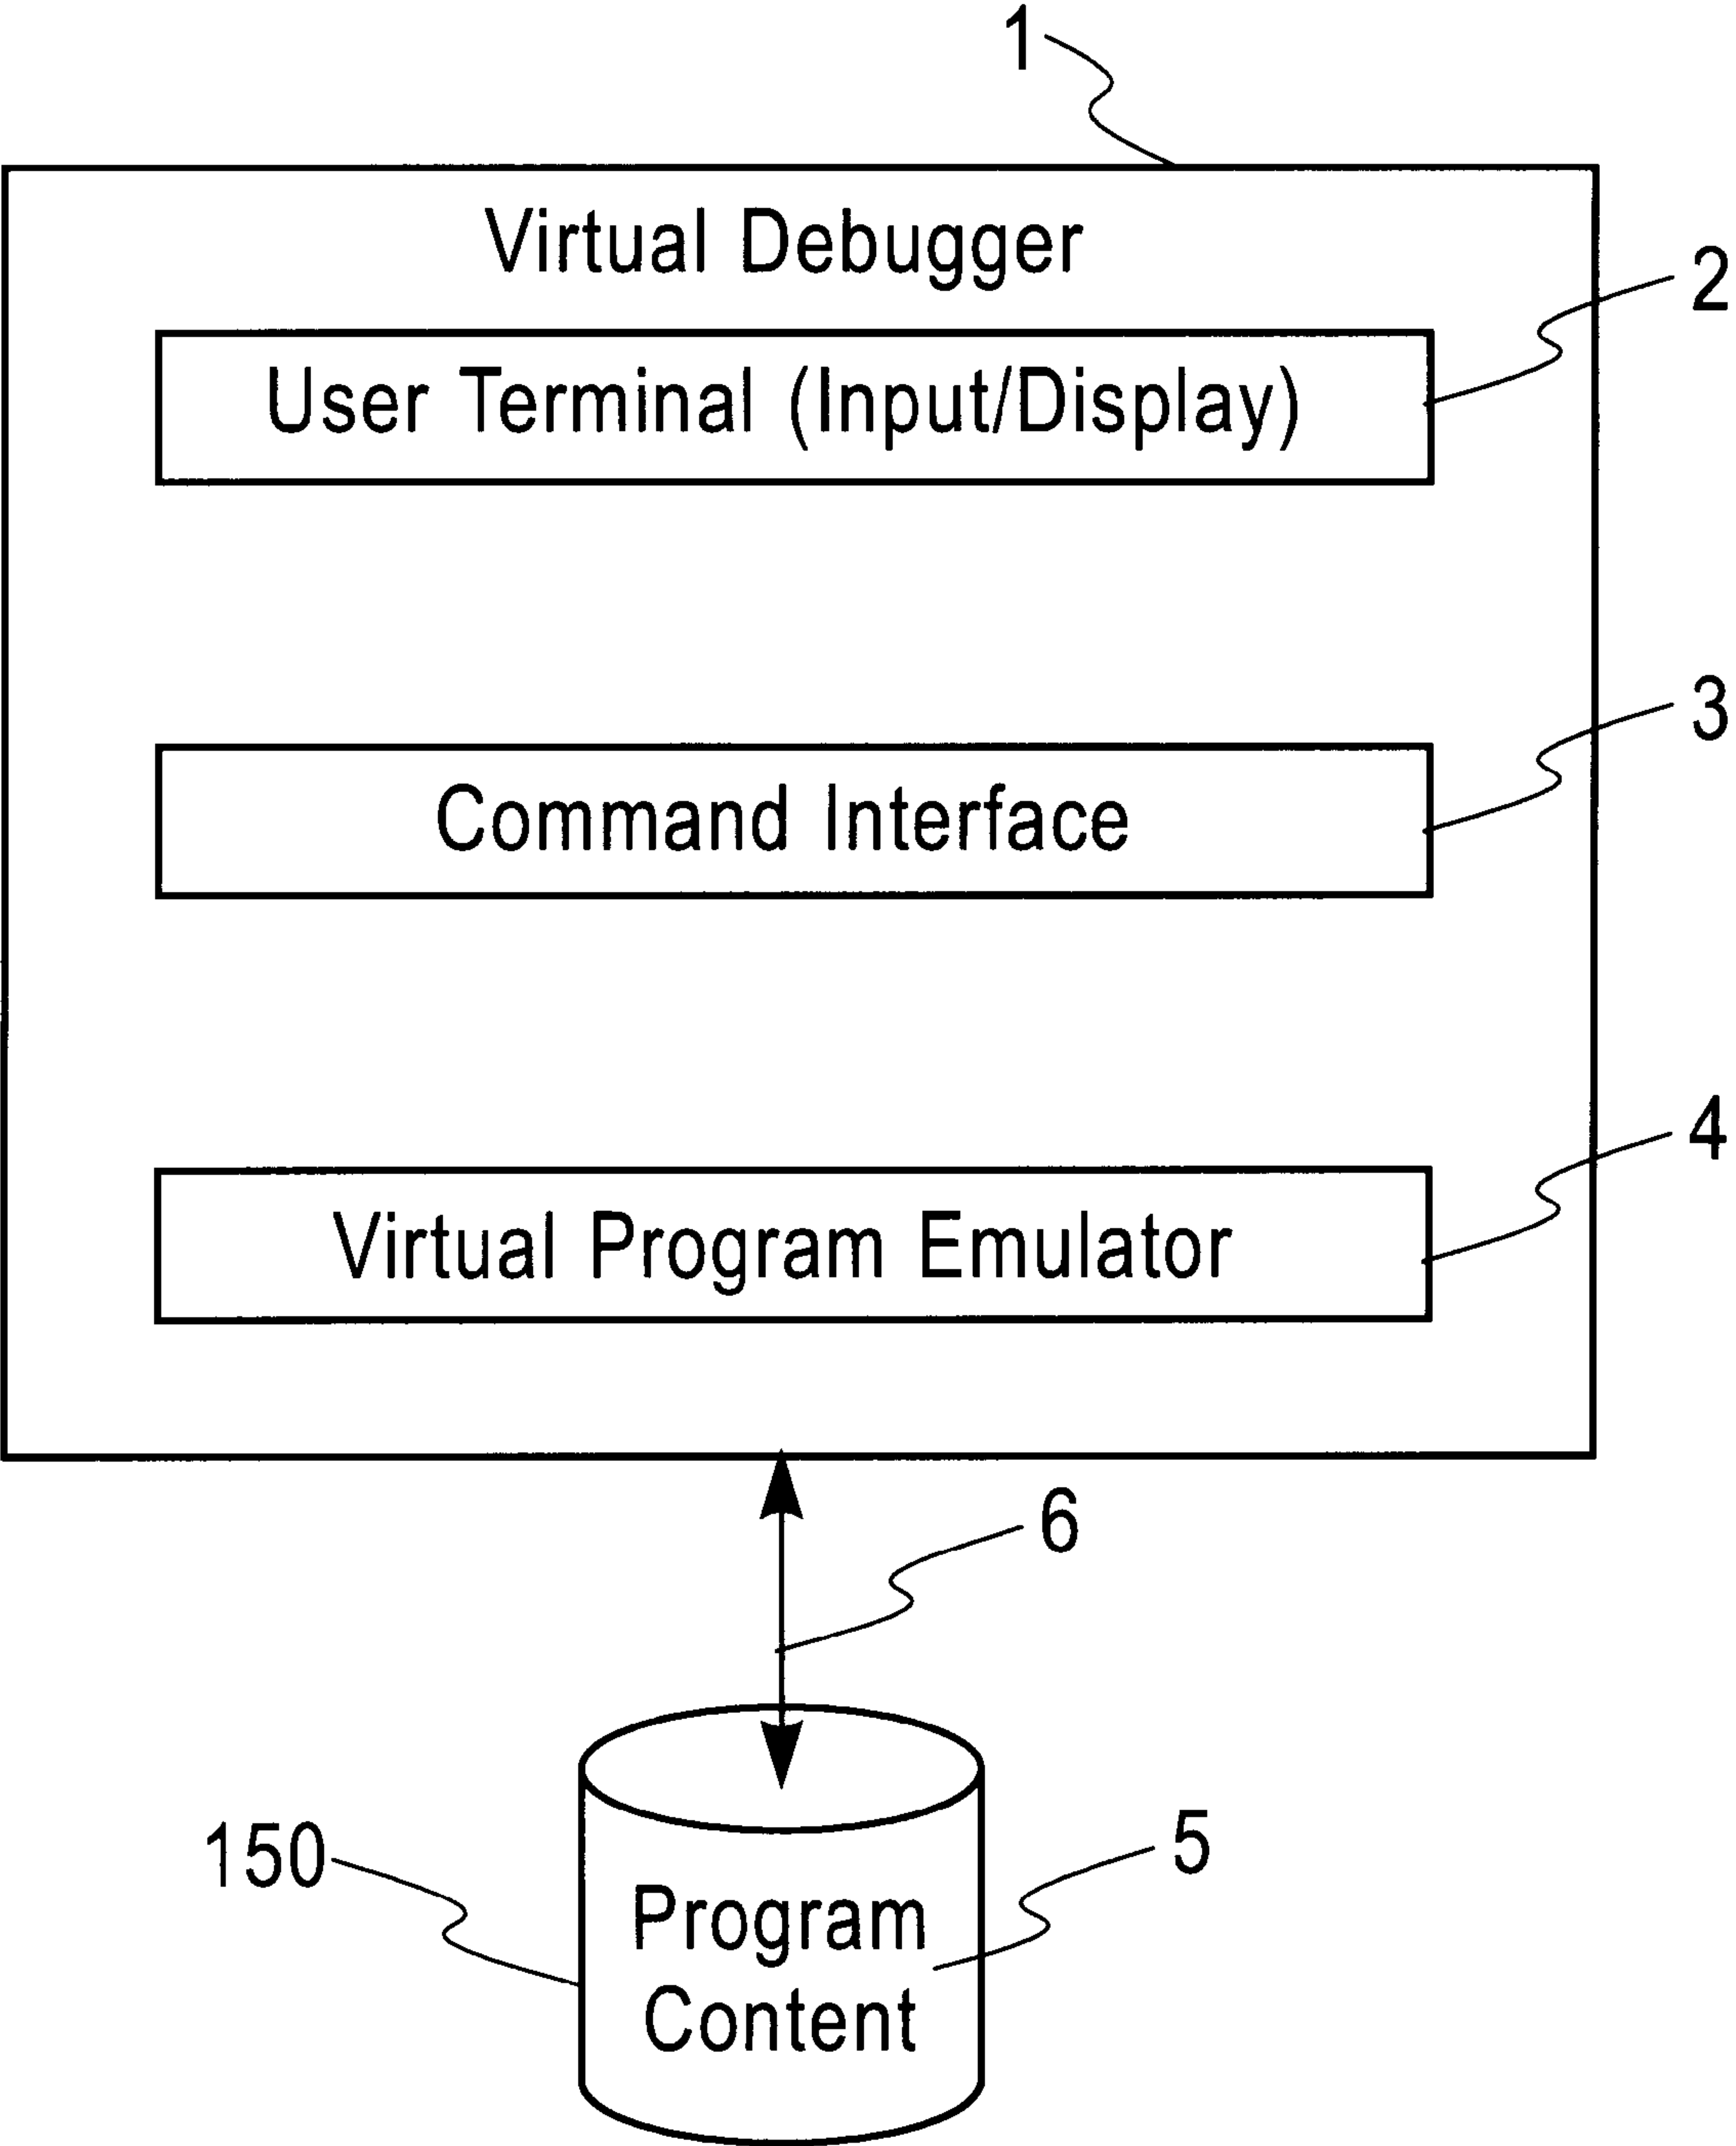 1
Virtual Debugger
2
User Terminal (Input/Display)
3
Command Interface
4
Virtual Program Emulator
6
150
5
Program
Content